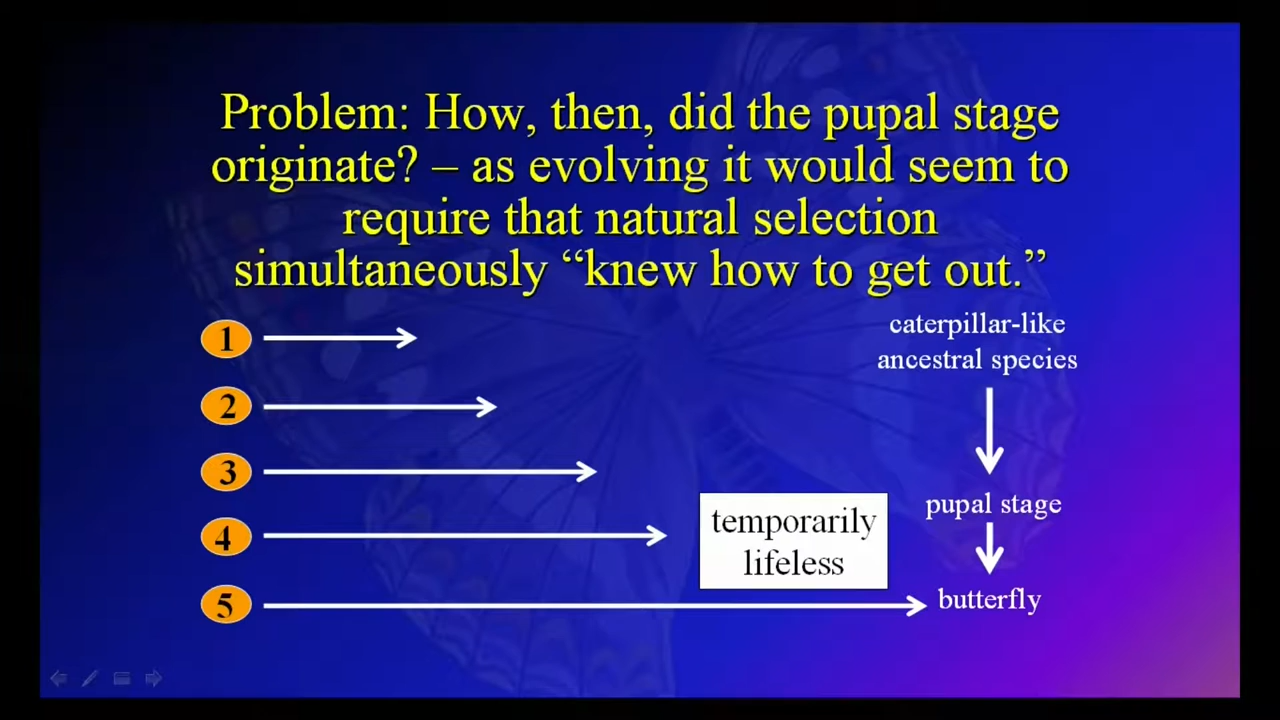 Problem: How, then, did the pupal stage
originate? – as evolving it would seem to
require that natural selection
simultaneously “knew how to get out.”
1
2
3
4
5
caterpillar-like
ancestral species
pupal stage
butterfly
temporarily
lifeless